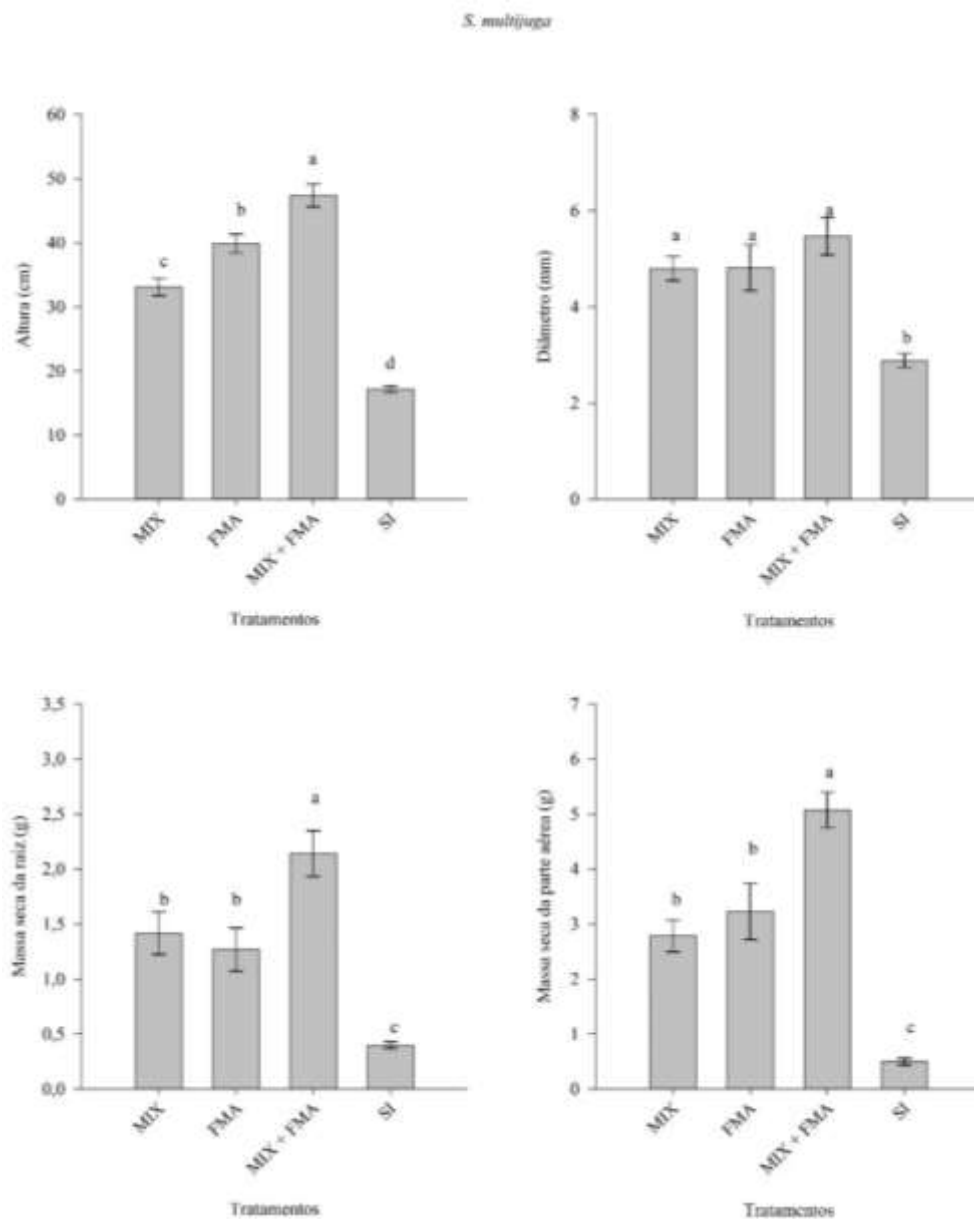 S. multijuga
Altura (cm)
60
50
40
30
20
10
0
c
b
a
d
MIX
FMA
MIX + FMA
SI
Tratamentos
Diâmetro (mm)
8
6
4
2
0
a
a
a
b
MIX
FMA
MIX + FMA
SI
Tratamentos
Massa seca da raiz (g)
3,5
3,0
2,5
2,0
1,5
1,0
0,5
0,0
b
b
a
c
MIX
FMA
MIX + FMA
SI
Tratamentos
Massa seca da parte aérea (g)
7
6
5
4
3
2
1
0
b
b
a
c
MIX
FMA
MIX + FMA
SI
Tratamentos